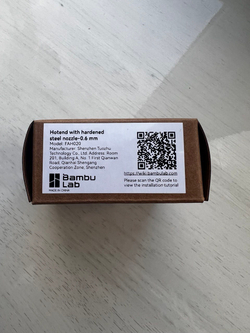 Hotend with hardened
steel nozzle-0.6 mm
Model: FAH020
Manufacturer: Shenzhen Tuozhu
Technology Co., Ltd. Address: Room
201, Building A, No. 1 First Qianwan
Road, Qianhai Shengang
Cooperation Zone, Shenzhen
Bambu
Lab
MADE IN CHINA
https://wiki.bambulab.com
Please scan the QR code to
view the installation tutorial